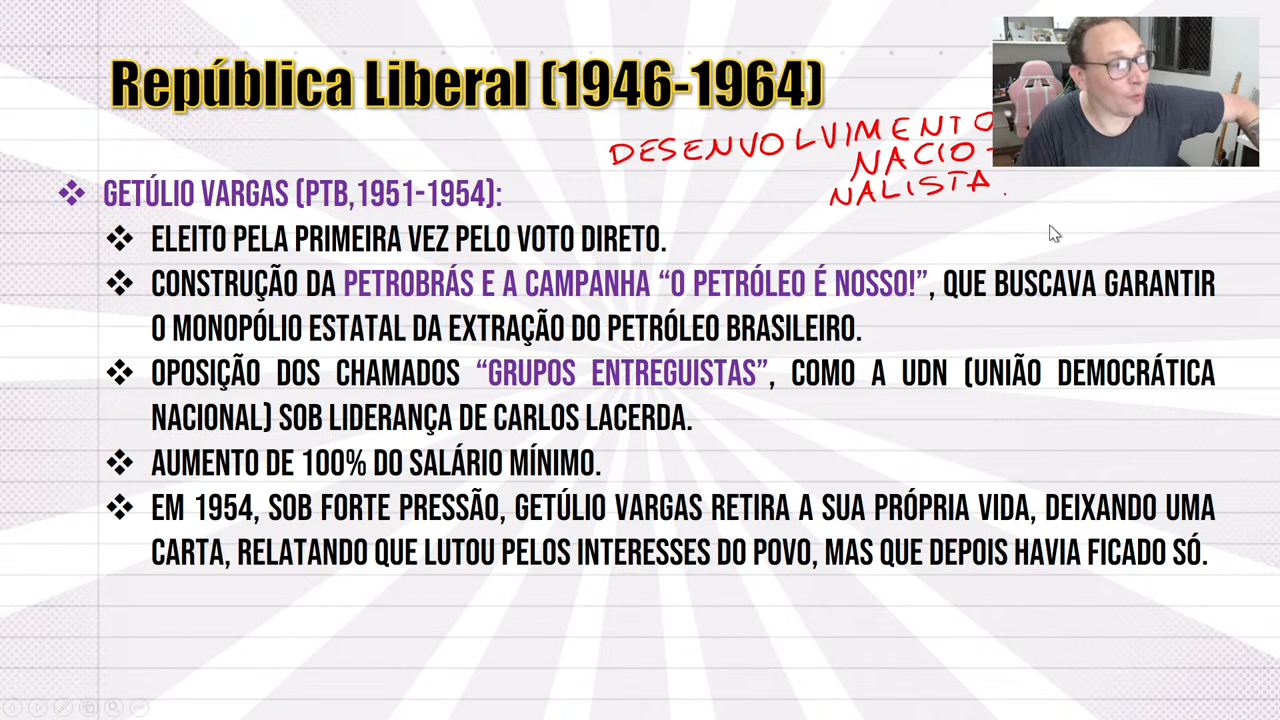 República Liberal (1946-1964)
DESENVOLVIMENTO
NACIO-
NALISTA.
GETÚLIO VARGAS (PTB,1951-1954):
ELEITO PELA PRIMEIRA VEZ PELO VOTO DIRETO.
CONSTRUÇÃO DA PETROBRÁS E A CAMPANHA “O PETRÓLEO É NOSSO!”, QUE BUSCAVA GARANTIR
O MONOPÓLIO ESTATAL DA EXTRAÇÃO DO PETRÓLEO BRASILEIRO.
OPOSIÇÃO DOS CHAMADOS “GRUPOS ENTREGUISTAS”, COMO A UDN (UNIÃO DEMOCRÁTICA
NACIONAL) SOB LIDERANÇA DE CARLOS LACERDA.
AUMENTO DE 100% DO SALÁRIO MÍNIMO.
EM 1954, SOB FORTE PRESSÃO, GETÚLIO VARGAS RETIRA A SUA PRÓPRIA VIDA, DEIXANDO UMA
CARTA, RELATANDO QUE LUTOU PELOS INTERESSES DO POVO, MAS QUE DEPOIS HAVIA FICADO SÓ.